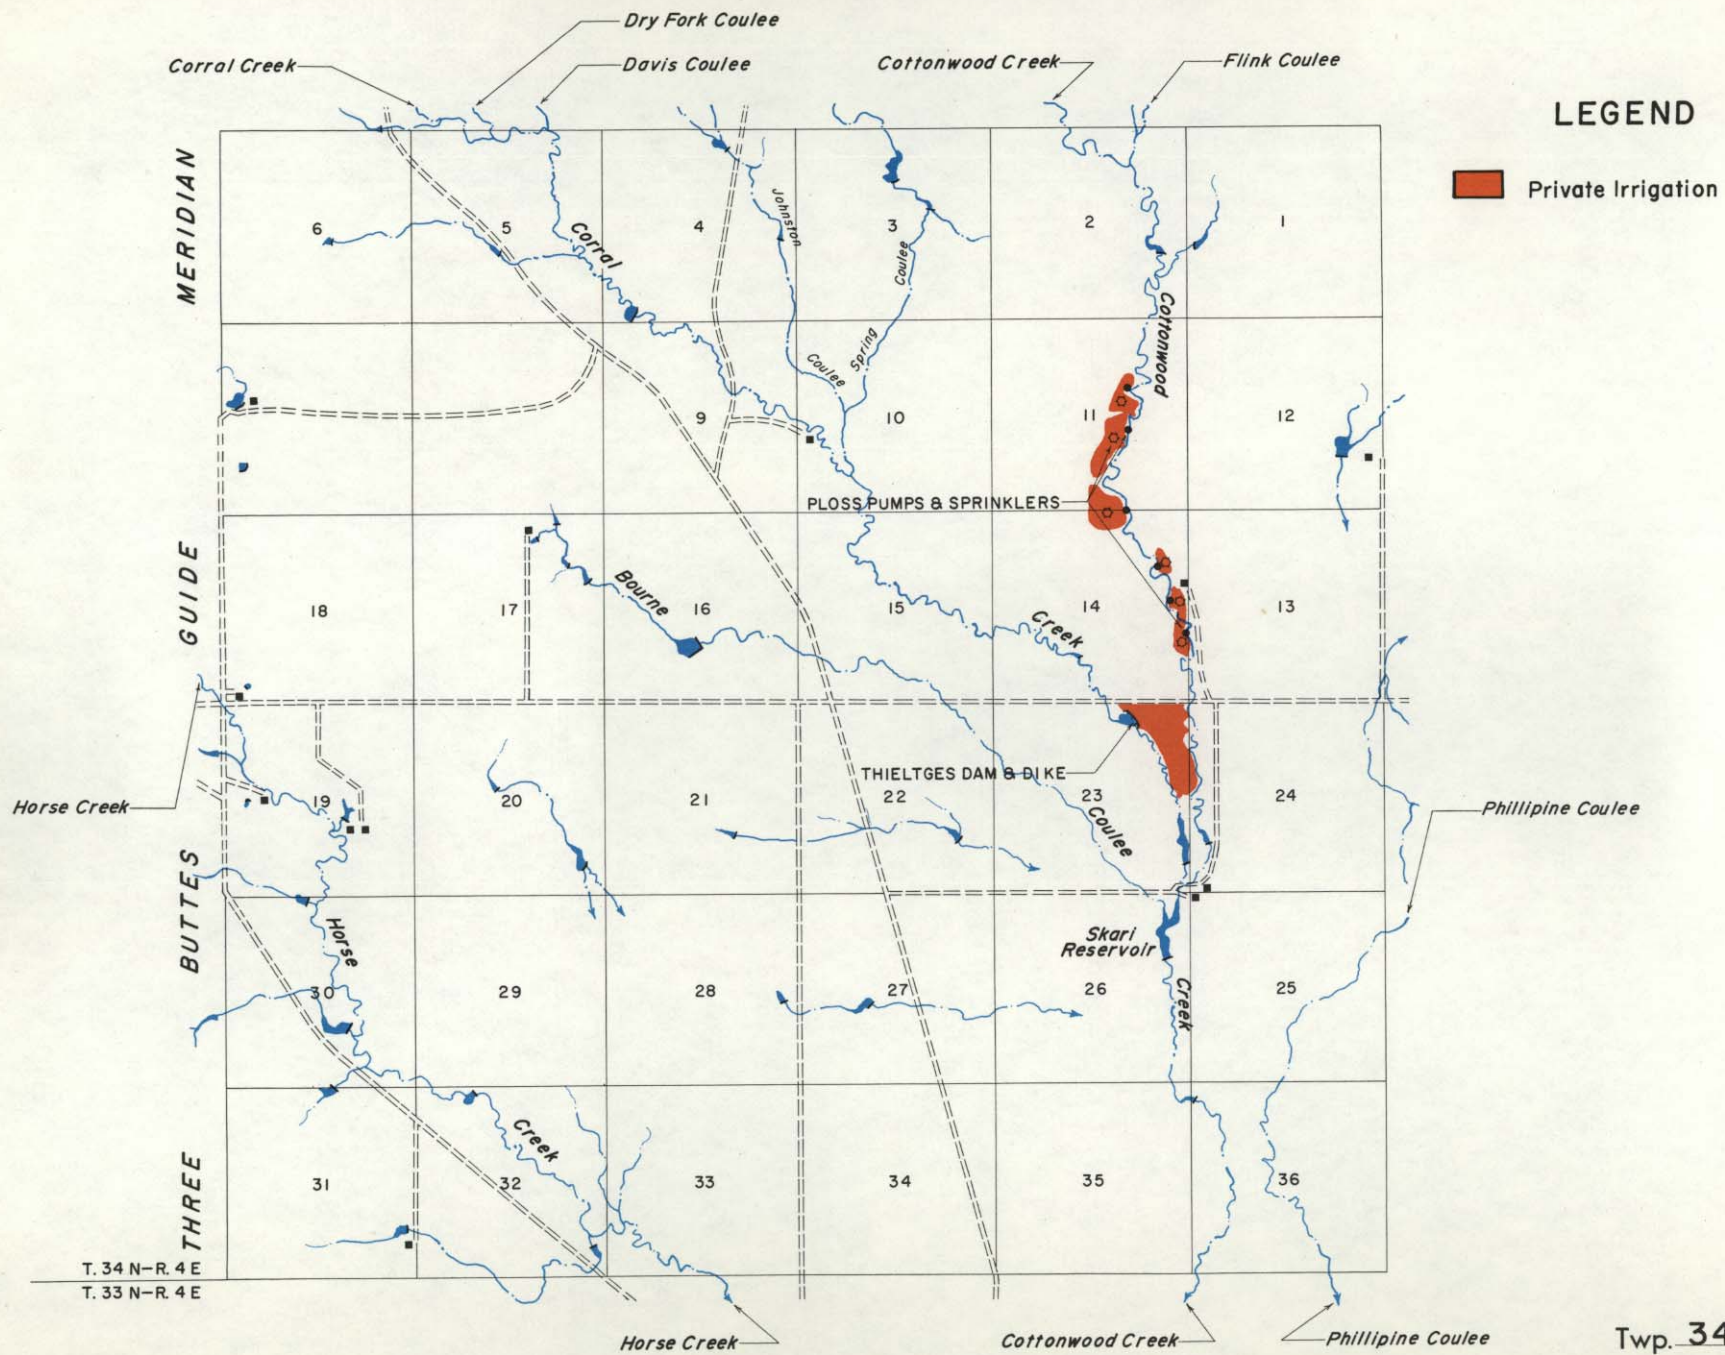 Dry Fork Coulee
Corral Creek
Davis Coulee
Cottonwood Creek
Flink Coulee
LEGEND
Private Irrigation
THREE BUTTES GUIDE MERIDIAN
6
5
4
3
2
1
Corral
Johnston
Coulee
Spring
Coulee
Cottonwood
9
10
11
12
PLOSS PUMPS & SPRINKLERS
18
17
Bourne
16
15
Creek
14
13
THIELTGES DAM & DIKE
Horse Creek
19
20
21
22
23
Coulee
24
Phillipine Coulee
Horse
Skari
Reservoir
30
29
28
27
26
Creek
25
Creek
31
32
33
34
35
36
T. 34 N-R. 4 E
T. 33 N-R. 4 E
Horse Creek
Cottonwood Creek
Phillipine Coulee
Twp. 34